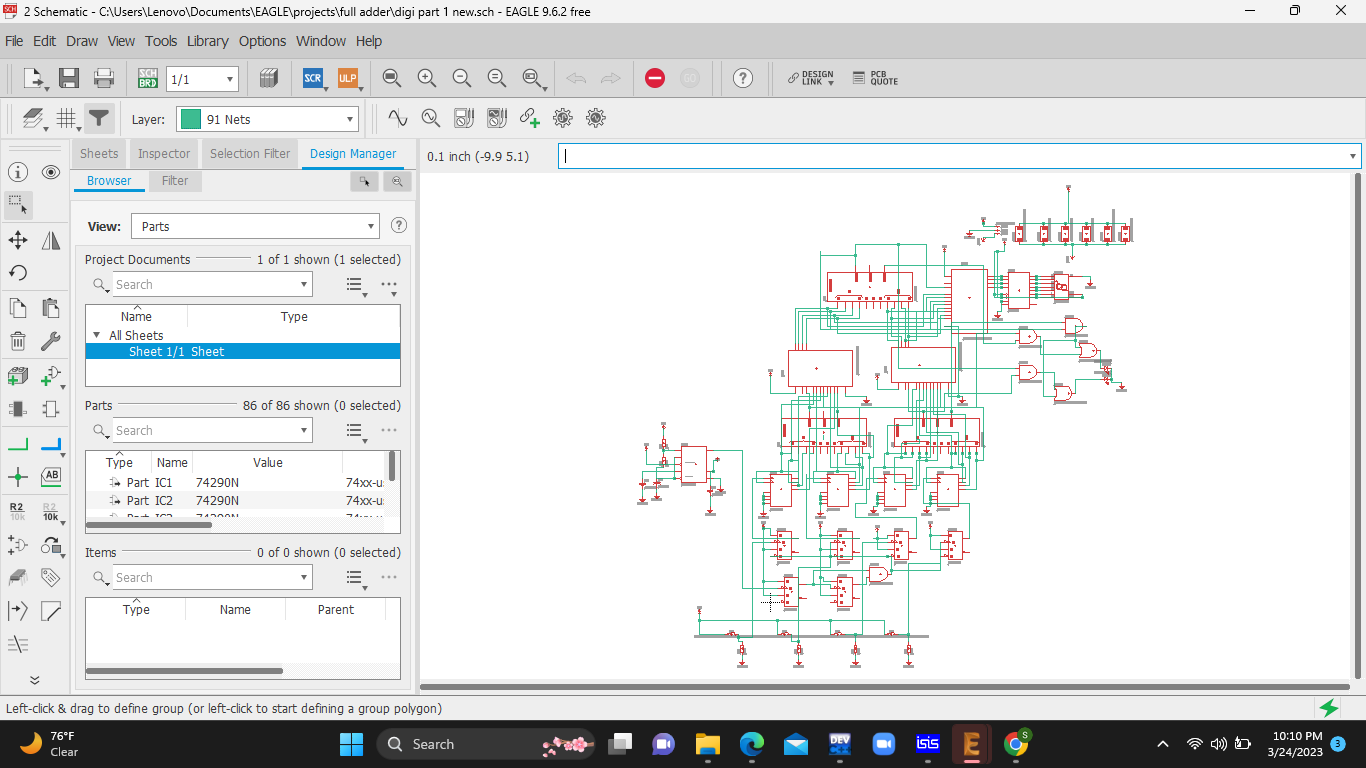 2 Schematic - C:\Users\Lenovo\Documents\EAGLE\projects\full adder\digi part 1 new.sch - EAGLE 9.6.2 free
File Edit Draw View Tools Library Options Window Help
SCH BRD 1/1 SCR ULP DESIGN LINK PCB QUOTE
Layer: 91 Nets
Sheets Inspector Selection Filter Design Manager
0.1 inch (-9.9 5.1)
Browser Filter
View: Parts
Project Documents 1 of 1 shown (1 selected)
Search
Name Type
All Sheets
Sheet 1/1 Sheet
Parts 86 of 86 shown (0 selected)
Search
Type Name Value
Part IC1 74290N 74xx-u
Part IC2 74290N 74xx-u
Items 0 of 0 shown (0 selected)
Search
Type Name Parent
AB
R2 10k R2 10k
Left-click & drag to define group (or left-click to start defining a group polygon)
76°F
Clear
Search
DEV
isis
S
10:10 PM
3/24/2023
3